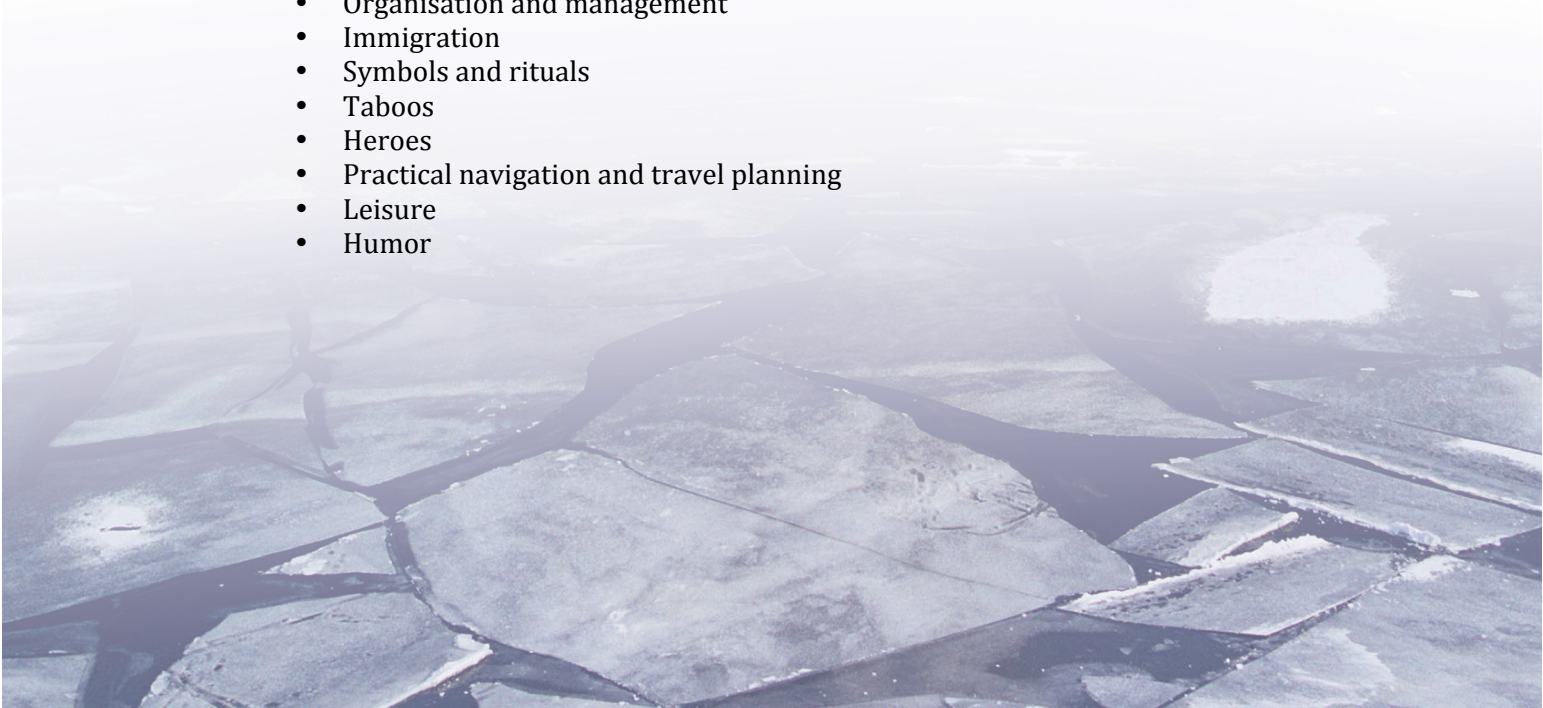 • Organisation and management
• Immigration
• Symbols and rituals
• Taboos
• Heroes
• Practical navigation and travel planning
• Leisure
• Humor